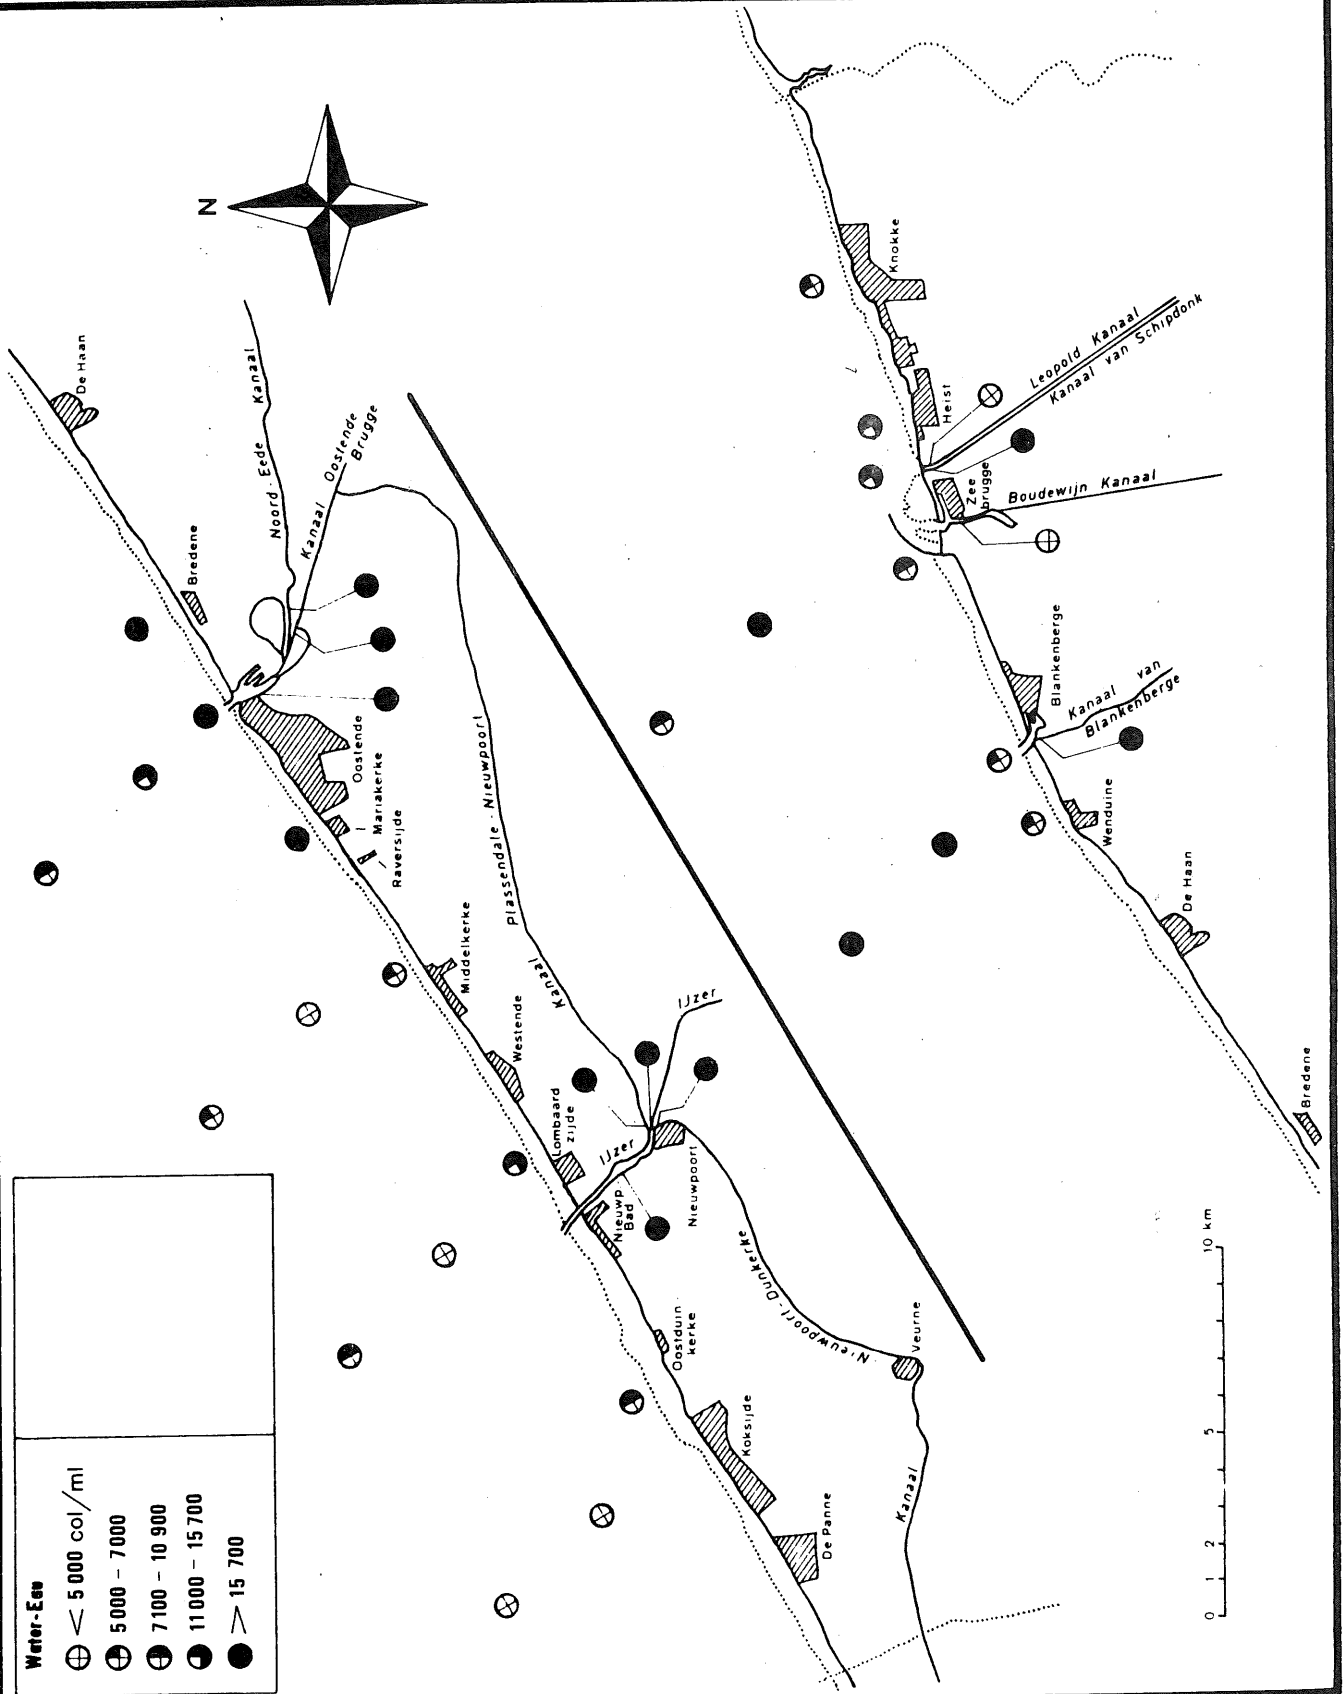 Water-Eau
< 5 000 col/ml
5 000 – 7000
7100 – 10 900
11 000 – 15 700
> 15 700
N
De Haan
Bredene
Noord-Eede Kanaal
Kanaal Oostende
Brugge
Oostende
Mariakerke
Raversijde
Middelkerke
Westende
Lombaard
zijde
IJzer
IJzer
Nieuwp
Bad
Nieuwpoort
Kanaal Plassendale-Nieuwpoort
Oostduin
kerke
Koksijde
De Panne
Veurne
Kanaal Nieuwpoort-Dunkerke
Knokke
Heist
Leopold Kanaal
Kanaal van Schipdonk
Zee
brugge
Boudewijn Kanaal
Blankenberge
Kanaal van
Blankenberge
Wenduine
De Haan
Bredene
0 1 2 5 10 km